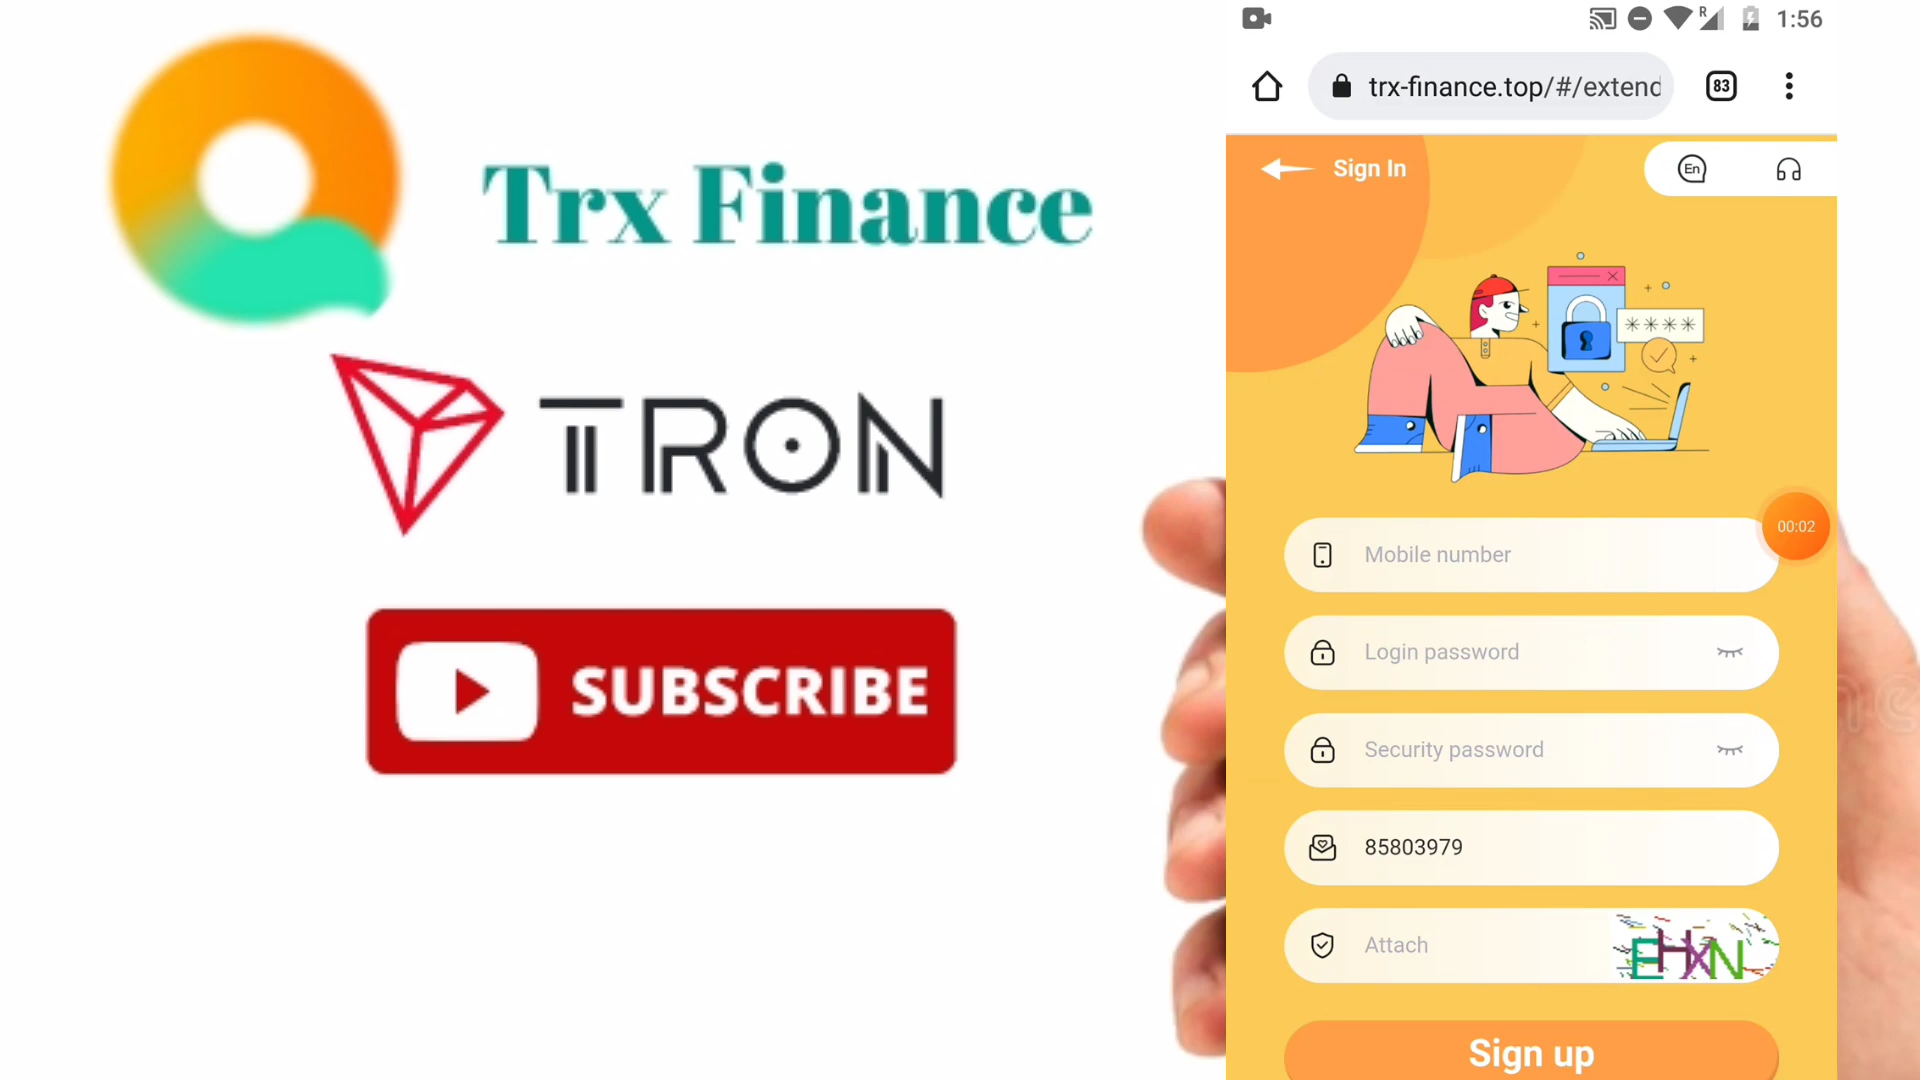 Trx Finance
TRON
SUBSCRIBE
R
1:56
trx-finance.top/#/extend
83
Sign In
En
****
Mobile number
00:02
Login password
Security password
85803979
Attach
EHXN
Sign up